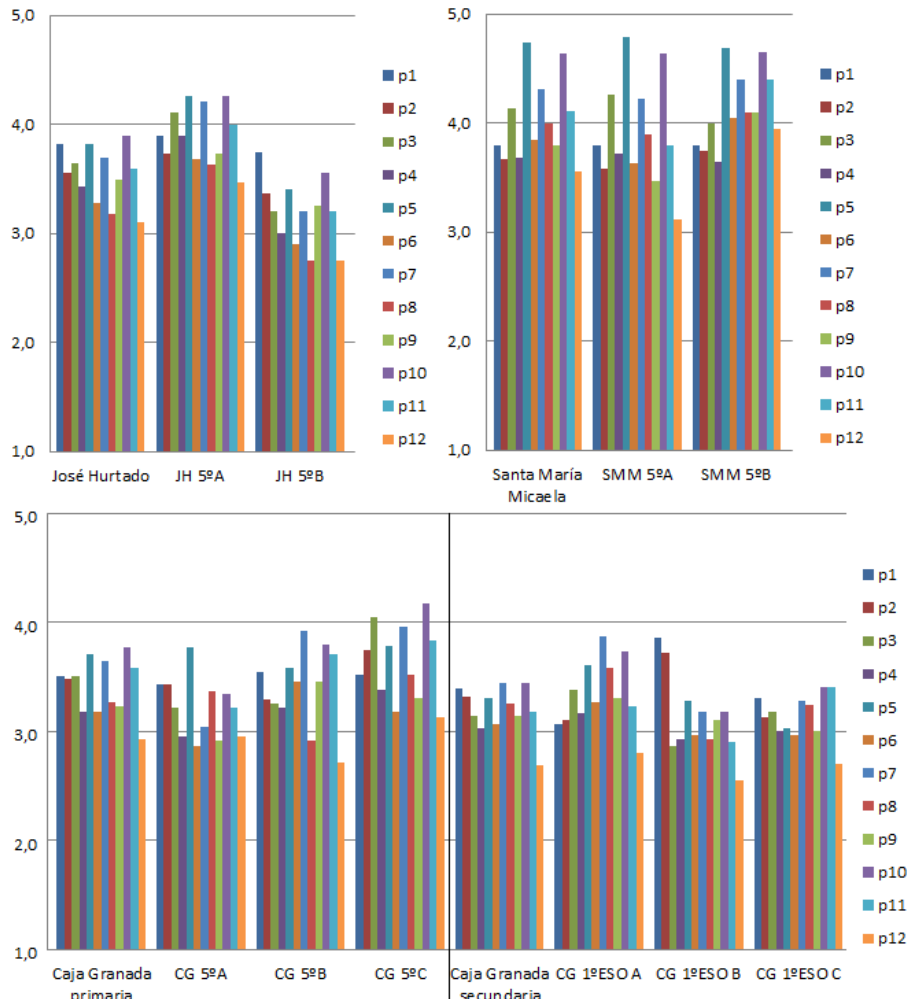 5,0
4,0
3,0
2,0
1,0
José Hurtado
JH 5ºA
JH 5ºB
p1
p2
p3
p4
p5
p6
p7
p8
p9
p10
p11
p12
5,0
4,0
3,0
2,0
1,0
Santa María
Micaela
SMM 5ºA
SMM 5ºB
p1
p2
p3
p4
p5
p6
p7
p8
p9
p10
p11
p12
5,0
4,0
3,0
2,0
1,0
Caja Granada
primaria
CG 5ºA
CG 5ºB
CG 5ºC
Caja Granada
secundaria
CG 1ºESO A
CG 1ºESO B
CG 1ºESO C
p1
p2
p3
p4
p5
p6
p7
p8
p9
p10
p11
p12